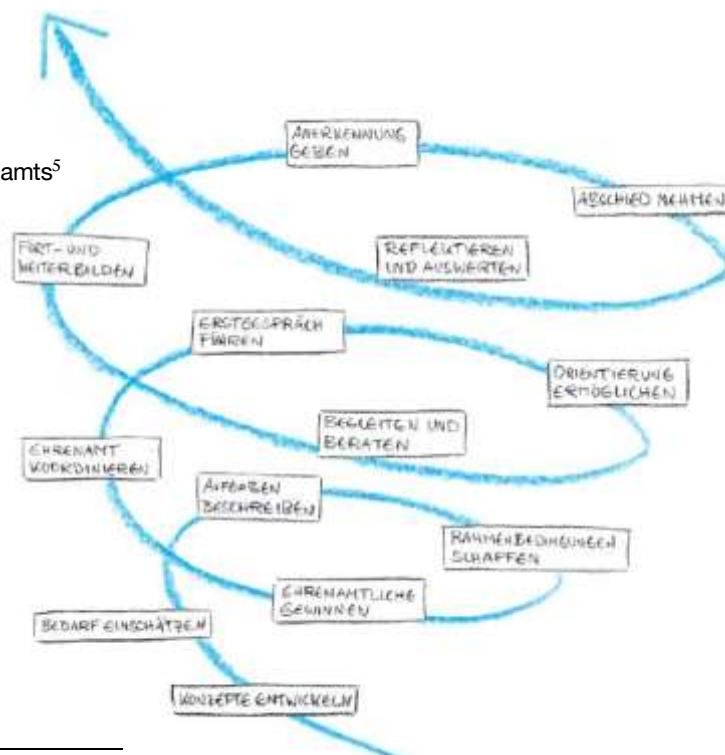 ANERKENNUNG
GEBEN
amts⁵
ABSCHIED NEHMEN
FORT- UND
WEITERBILDEN
REFLEKTIEREN
UND AUSWERTEN
ERSTGESPRÄCH
FÜHREN
ORIENTIERUNG
ERMÖGLICHEN
BEGLEITEN UND
BERATEN
EHRENAMT
KOORDINIEREN
AUFGABEN
BESCHREIBEN
RAHMENBEDINGUNGEN
SCHAFFEN
EHRENAMTLICHE
GEWINNEN
BEDARF EINSCHÄTZEN
KONZEPTE ENTWICKELN